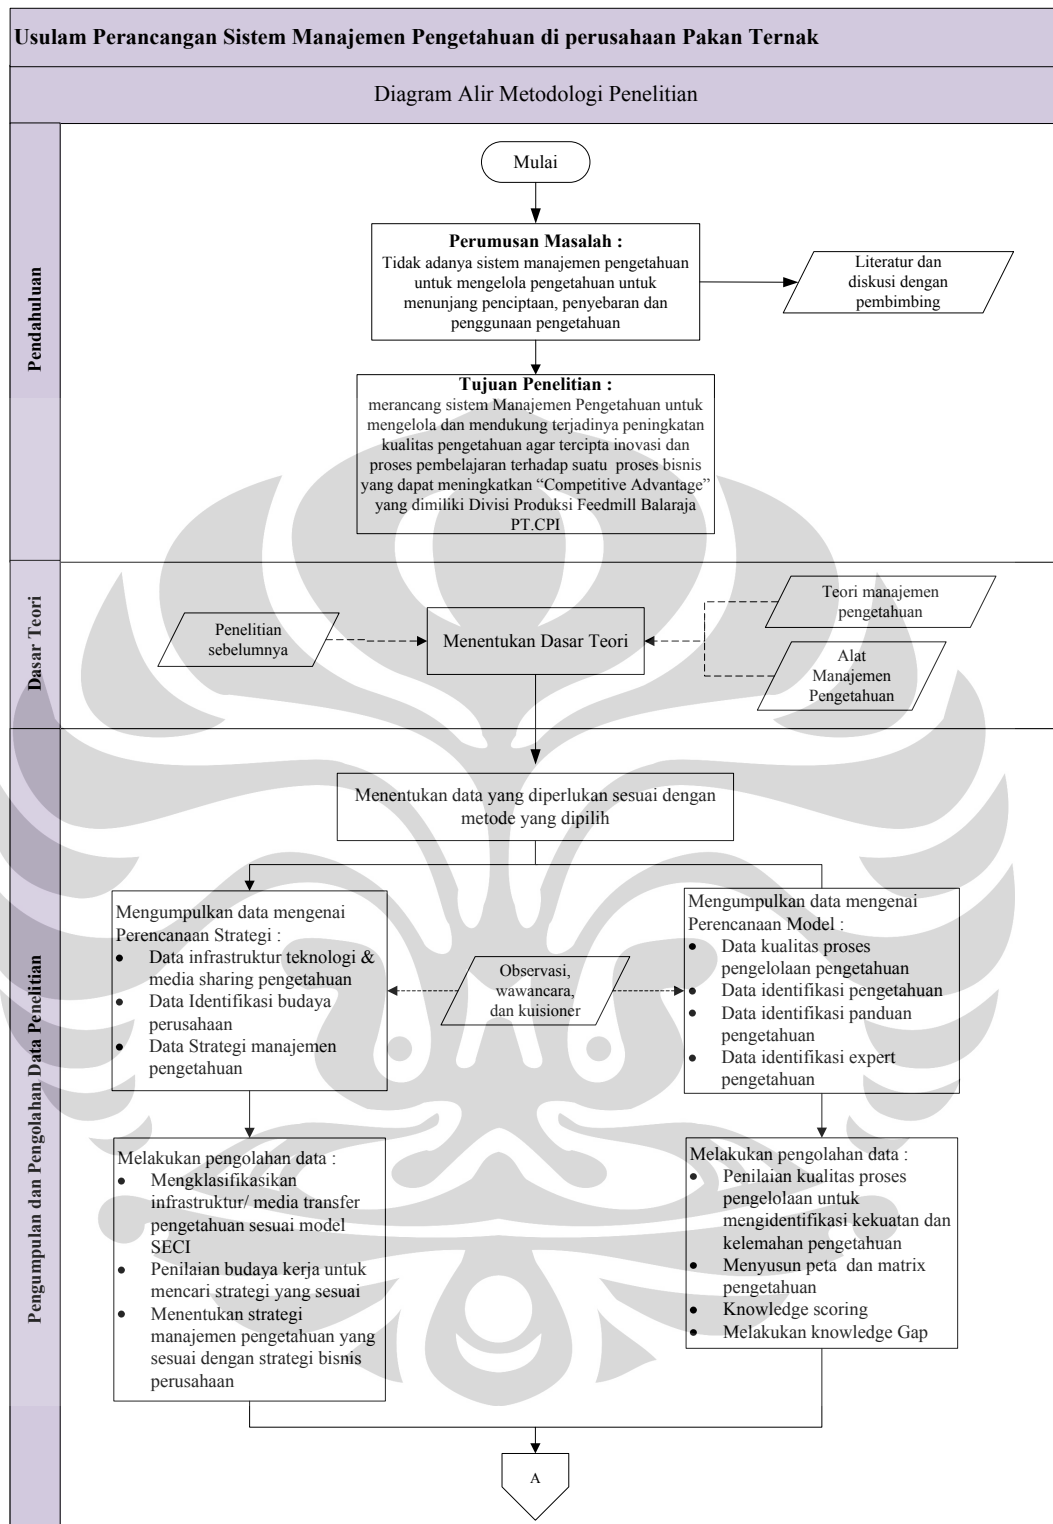 Usulam Perancangan Sistem Manajemen Pengetahuan di perusahaan Pakan Ternak
Diagram Alir Metodologi Penelitian
Pendahuluan
Mulai
Perumusan Masalah :
Tidak adanya sistem manajemen pengetahuan
untuk mengelola pengetahuan untuk
menunjang penciptaan, penyebaran dan
penggunaan pengetahuan
Literatur dan
diskusi dengan
pembimbing
Tujuan Penelitian :
merancang sistem Manajemen Pengetahuan untuk
mengelola dan mendukung terjadinya peningkatan
kualitas pengetahuan agar tercipta inovasi dan
proses pembelajaran terhadap suatu proses bisnis
yang dapat meningkatkan “Competitive Advantage”
yang dimiliki Divisi Produksi Feedmill Balaraja
PT.CPI
Dasar Teori
Penelitian
sebelumnya
Menentukan Dasar Teori
Teori manajemen
pengetahuan
Alat
Manajemen
Pengetahuan
Pengumpulan dan Pengolahan Data Penelitian
Menentukan data yang diperlukan sesuai dengan
metode yang dipilih
Mengumpulkan data mengenai
Perencanaan Strategi :
• Data infrastruktur teknologi &
media sharing pengetahuan
• Data Identifikasi budaya
perusahaan
• Data Strategi manajemen
pengetahuan
Observasi,
wawancara,
dan kuisioner
Mengumpulkan data mengenai
Perencanaan Model :
• Data kualitas proses
pengelolaan pengetahuan
• Data identifikasi pengetahuan
• Data identifikasi panduan
pengetahuan
• Data identifikasi expert
pengetahuan
Melakukan pengolahan data :
• Mengklasifikasikan
infrastruktur/ media transfer
pengetahuan sesuai model
SECI
• Penilaian budaya kerja untuk
mencari strategi yang sesuai
• Menentukan strategi
manajemen pengetahuan yang
sesuai dengan strategi bisnis
perusahaan
Melakukan pengolahan data :
• Penilaian kualitas proses
pengelolaan untuk
mengidentifikasi kekuatan dan
kelemahan pengetahuan
• Menyusun peta dan matrix
pengetahuan
• Knowledge scoring
• Melakukan knowledge Gap
A